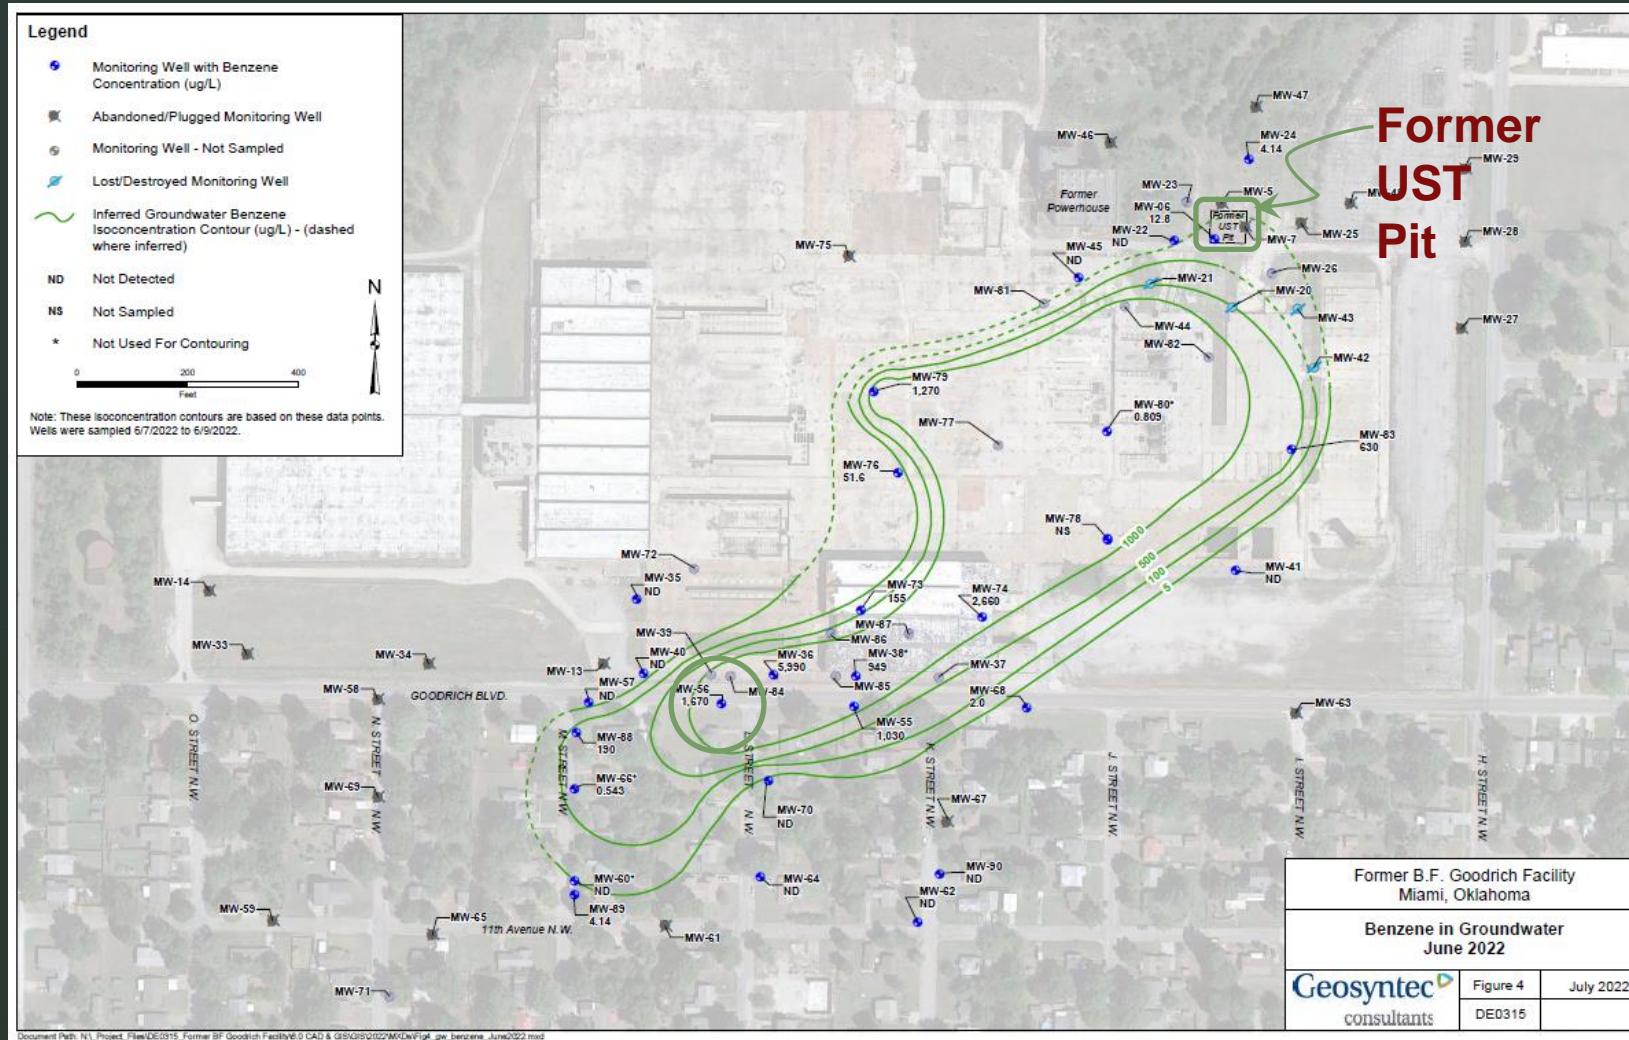 Legend
Monitoring Well with Benzene
Concentration (ug/L)
Abandoned/Plugged Monitoring Well
Monitoring Well - Not Sampled
Lost/Destroyed Monitoring Well
Inferred Groundwater Benzene
Isoconcentration Contour (ug/L) - (dashed
where inferred)
ND Not Detected
NS Not Sampled
* Not Used For Contouring
N
0 200 400
Feet
Note: These isoconcentration contours are based on these data points.
Wells were sampled 6/7/2022 to 6/9/2022.
Former
UST
Pit
MW-47
MW-46
MW-24
4.14
MW-29
MW-23
MW-5
Former
Powerhouse
MW-06
12.8
Former
UST
Pit
MW-22
ND
MW-7
MW-25
MW-28
MW-75
MW-45
ND
MW-26
MW-81
MW-21
MW-20
MW-43
MW-27
MW-44
MW-82
MW-42
MW-79
1,270
MW-80*
0.809
MW-77
MW-83
630
MW-76
51.6
MW-78
NS
1000
500
100
5
MW-72
MW-41
ND
MW-14
MW-35
ND
MW-73
155
MW-74
2,660
MW-87
MW-39
MW-86
MW-33
MW-34
MW-13
MW-40
ND
MW-36
5,990
MW-38*
949
MW-37
MW-58
GOODRICH BLVD.
MW-57
ND
MW-56
1,670
MW-84
MW-85
MW-68
2.0
MW-63
MW-55
1,030
MW-88
190
O STREET N.W.
N STREET N.W.
M STREET N.W.
L STREET N.W.
K STREET N.W.
J STREET N.W.
I STREET N.W.
H STREET N.W.
MW-66*
0.543
MW-69
MW-67
MW-70
ND
MW-60*
ND
MW-64
ND
MW-90
ND
MW-62
ND
MW-89
4.14
MW-59
MW-65
11th Avenue N.W.
MW-61
MW-71
Former B.F. Goodrich Facility
Miami, Oklahoma
Benzene in Groundwater
June 2022
Geosyntec
consultants
Figure 4
July 2022
DE0315